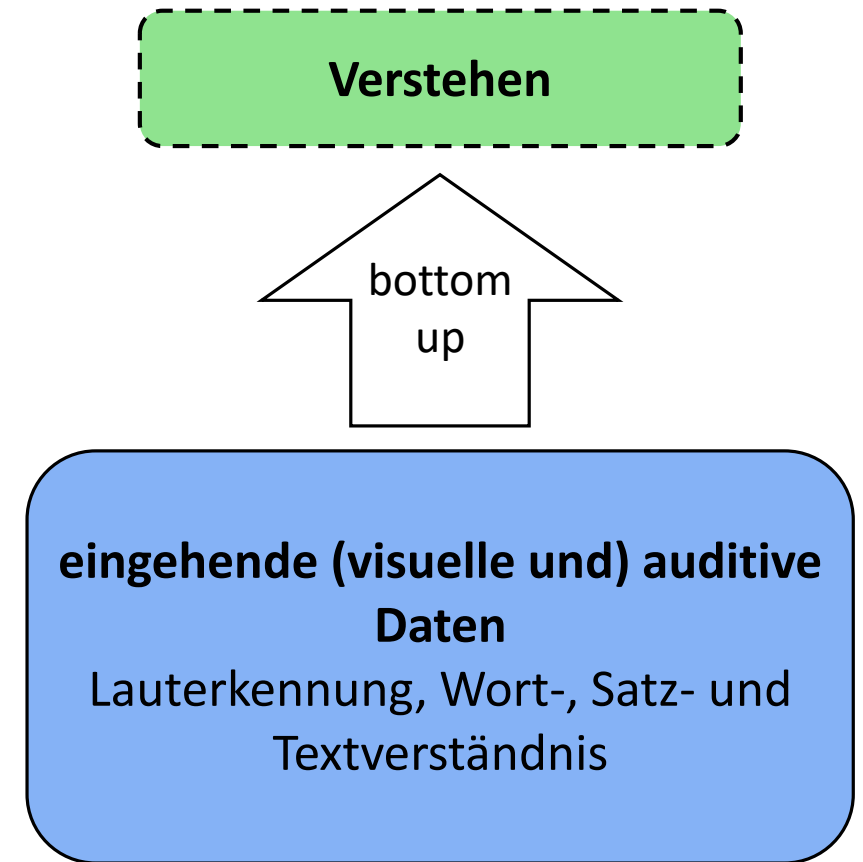 Verstehen
bottom
up
eingehende (visuelle und) auditive
Daten
Lauterkennung, Wort-, Satz- und
Textverständnis